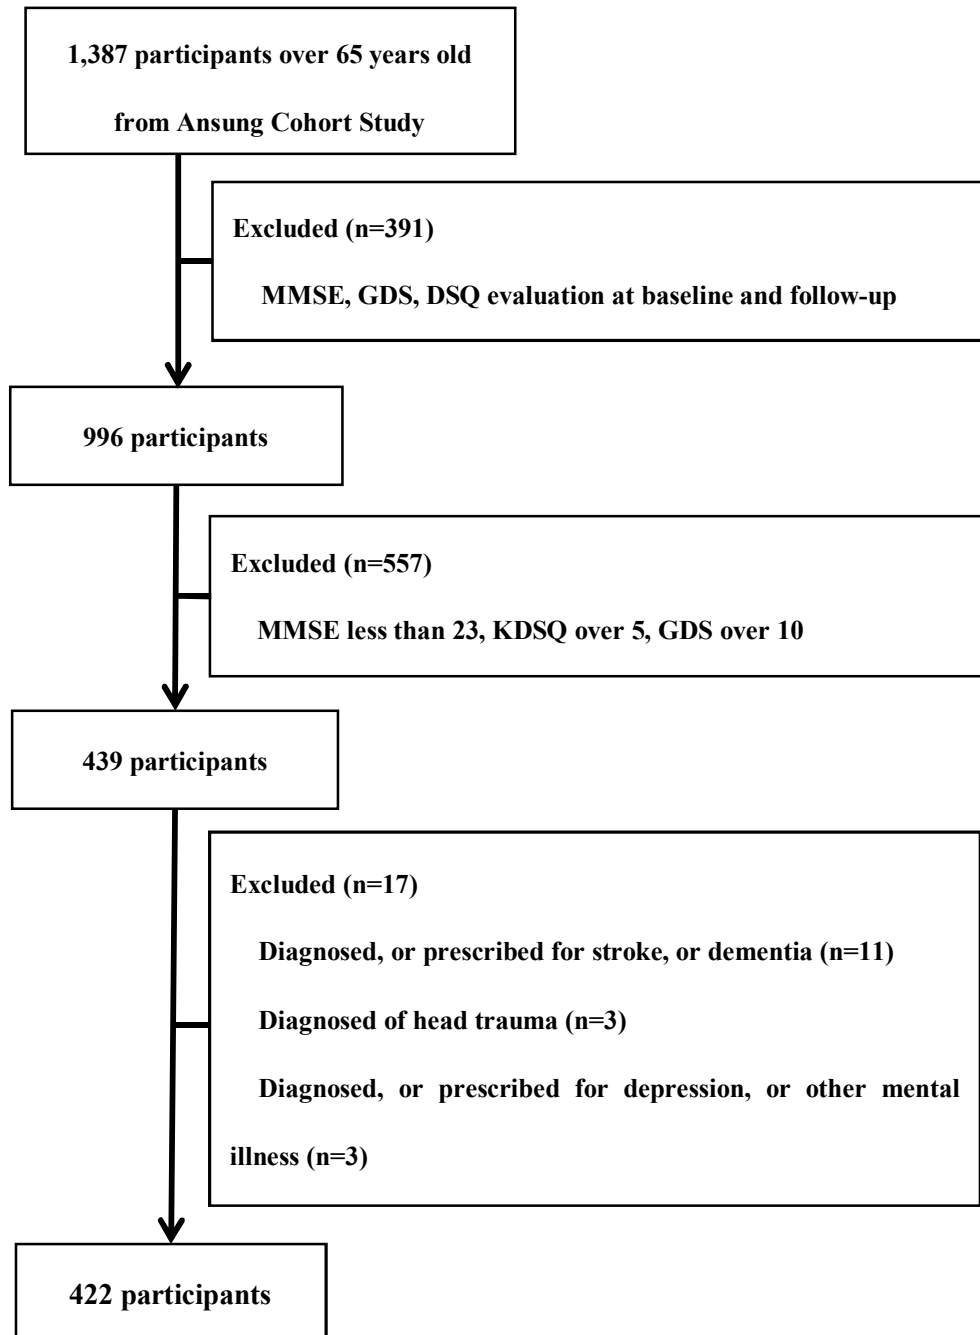 1,387 participants over 65 years old
from Ansung Cohort Study
Excluded (n=391)
MMSE, GDS, DSQ evaluation at baseline and follow-up
996 participants
Excluded (n=557)
MMSE less than 23, KDSQ over 5, GDS over 10
439 participants
Excluded (n=17)
Diagnosed, or prescribed for stroke, or dementia (n=11)
Diagnosed of head trauma (n=3)
Diagnosed, or prescribed for depression, or other mental
illness (n=3)
422 participants